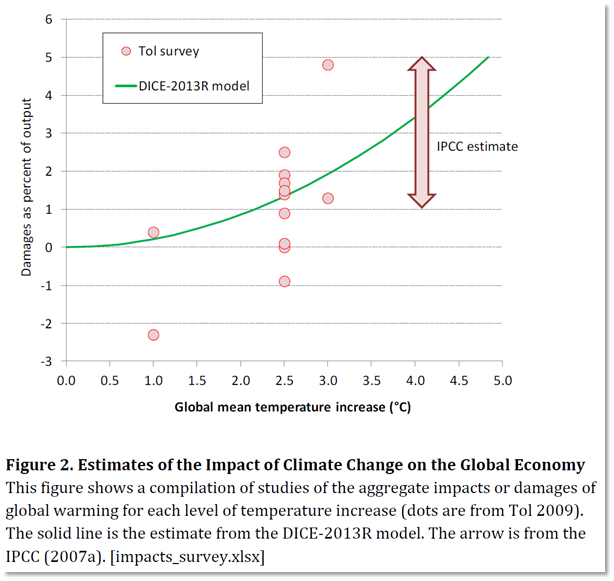 6
5
4
3
2
1
0
-1
-2
-3
Damages as percent of output
Tol survey
DICE-2013R model
IPCC estimate
0.0 0.5 1.0 1.5 2.0 2.5 3.0 3.5 4.0 4.5 5.0
Global mean temperature increase (°C)
Figure 2. Estimates of the Impact of Climate Change on the Global Economy
This figure shows a compilation of studies of the aggregate impacts or damages of
global warming for each level of temperature increase (dots are from Tol 2009).
The solid line is the estimate from the DICE-2013R model. The arrow is from the
IPCC (2007a). [impacts_survey.xlsx]